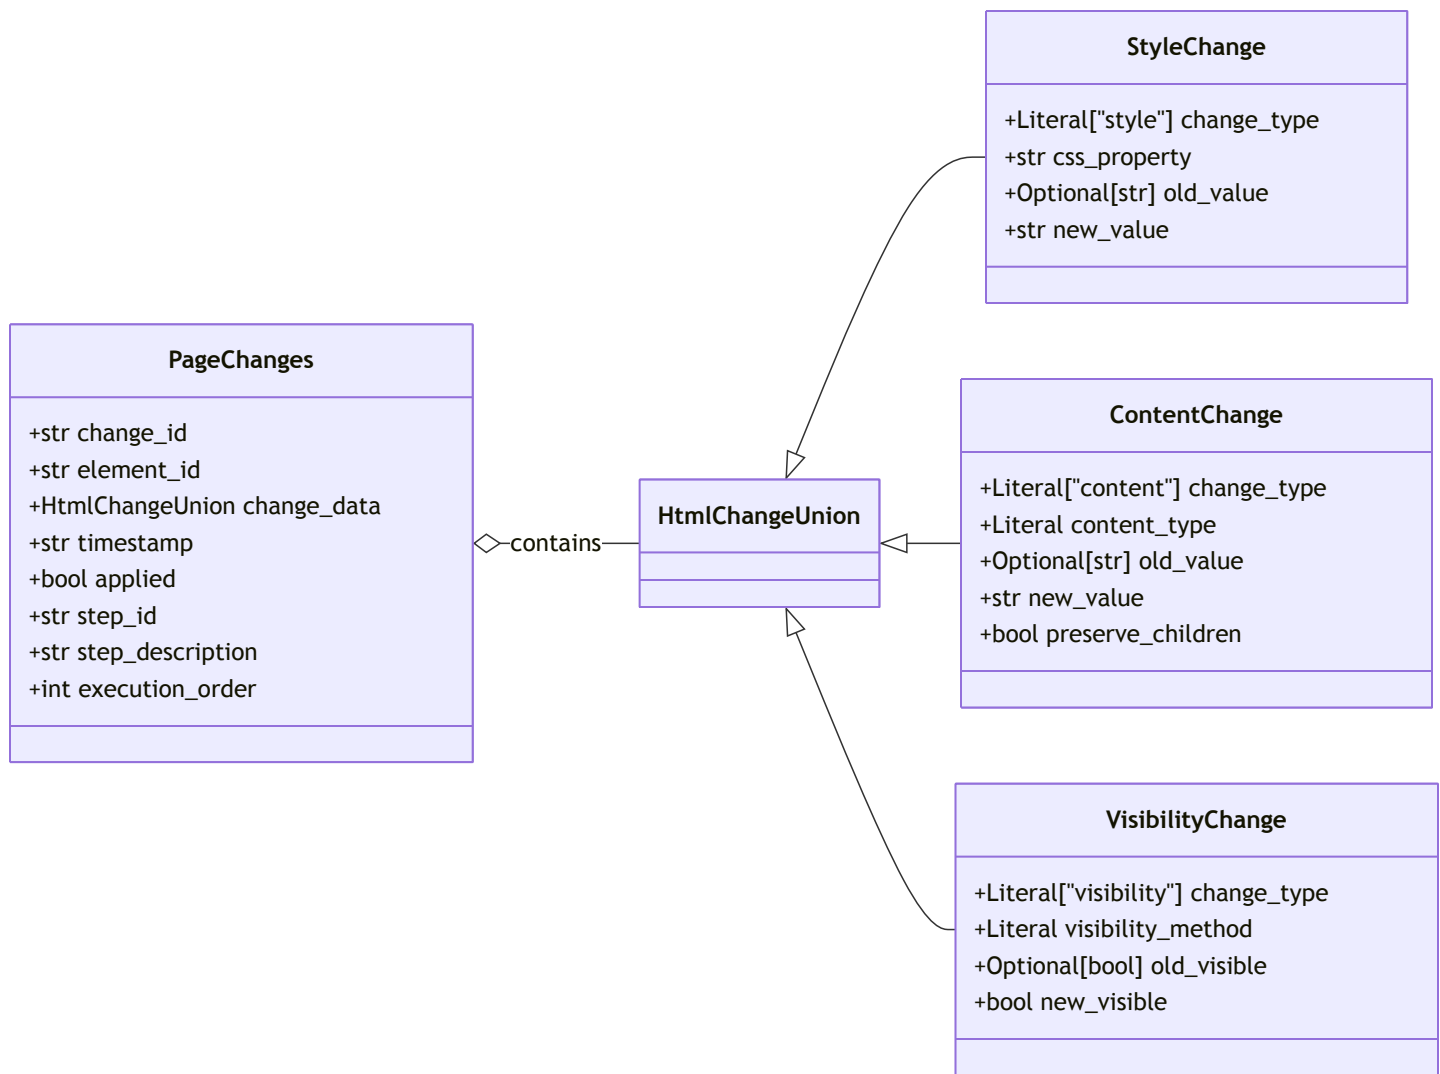 PageChanges
+str change_id
+str element_id
+HtmlChangeUnion change_data
+str timestamp
+bool applied
+str step_id
+str step_description
+int execution_order
contains
HtmlChangeUnion
StyleChange
+Literal["style"] change_type
+str css_property
+Optional[str] old_value
+str new_value
ContentChange
+Literal["content"] change_type
+Literal content_type
+Optional[str] old_value
+str new_value
+bool preserve_children
VisibilityChange
+Literal["visibility"] change_type
+Literal visibility_method
+Optional[bool] old_visible
+bool new_visible